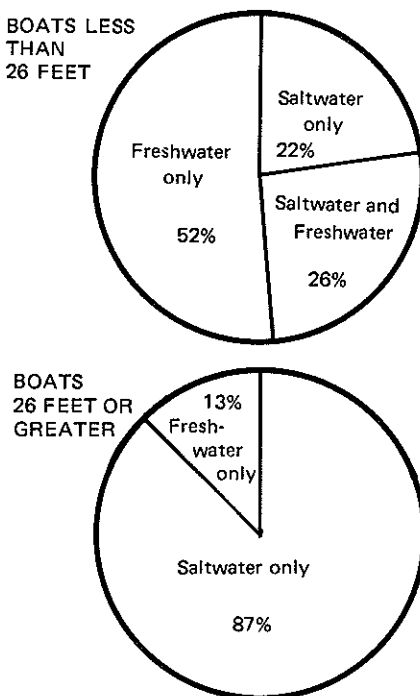 BOATS LESS
THAN
26 FEET
Saltwater
only
22%
Freshwater
only
52%
Saltwater and
Freshwater
26%
BOATS
26 FEET OR
GREATER
13%
Fresh-
water
only
Saltwater only
87%